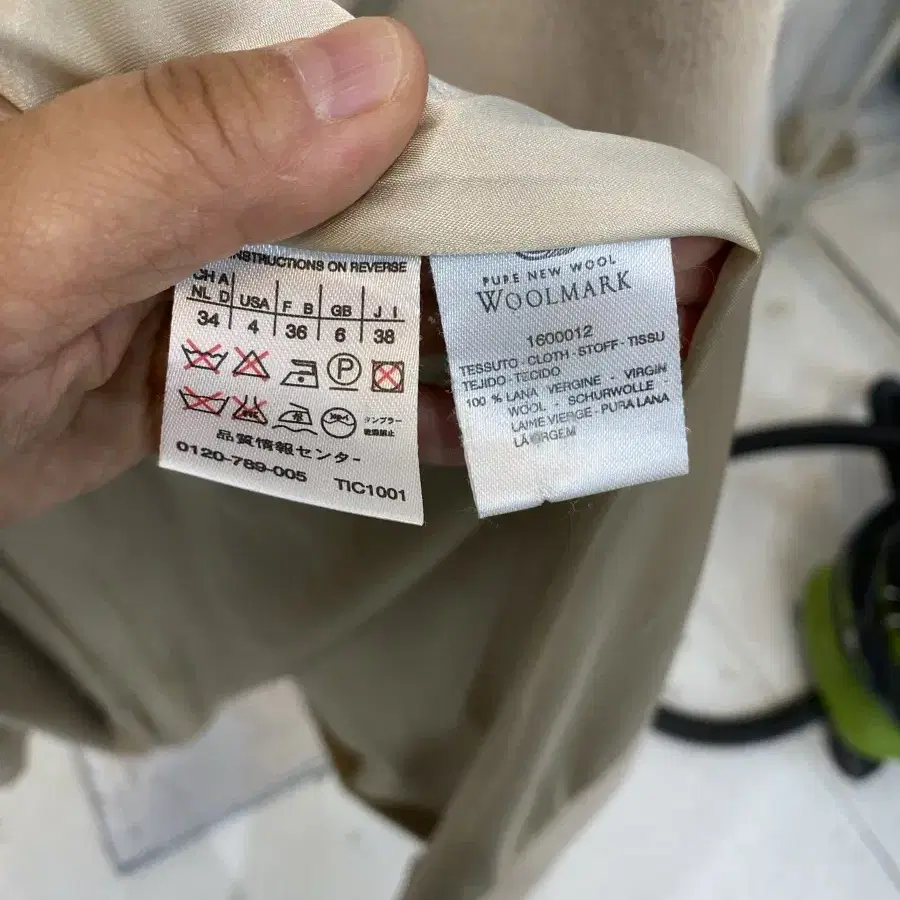 INSTRUCTIONS ON REVERSE
CH A
NL D USA F B GB J I
34 4 36 6 38
P
タンブラー
乾燥禁止
品質情報センター
0120-789-005 TIC1001
PURE NEW WOOL
WOOLMARK
1600012
TESSUTO - CLOTH - STOFF - TISSU
TEJIDO - TECIDO
100 % LANA VERGINE - VIRGIN
WOOL - SCHURWOLLE -
LAIME VIERGE - PURA LANA